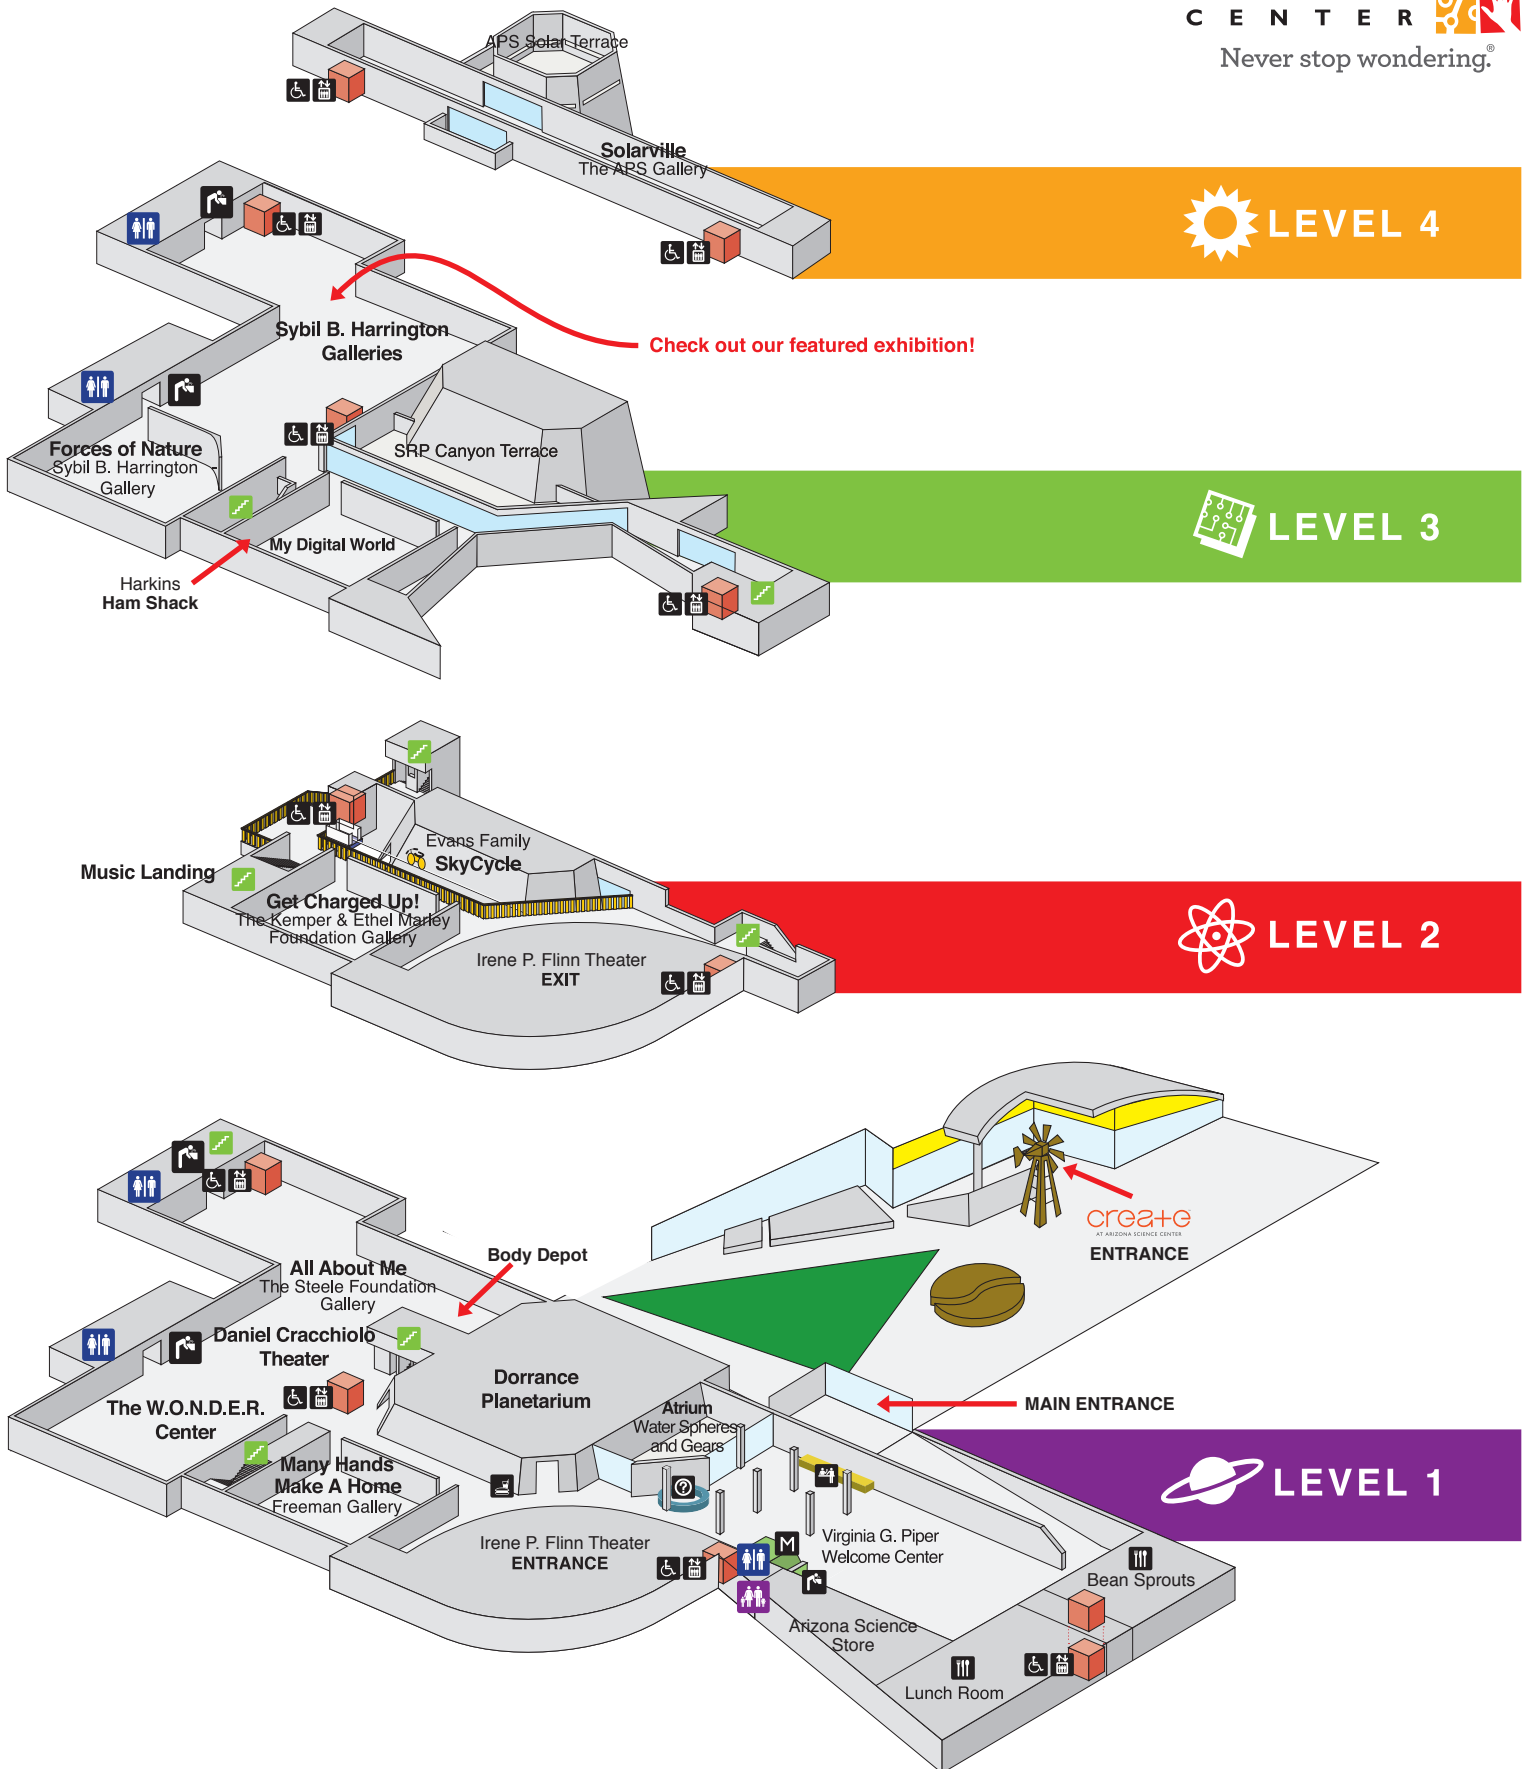 CENTER
Never stop wondering.®
APS Solar Terrace
Solarville
The APS Gallery
LEVEL 4
Sybil B. Harrington
Galleries
Check out our featured exhibition!
SRP Canyon Terrace
Forces of Nature
Sybil B. Harrington
Gallery
LEVEL 3
My Digital World
Harkins
Ham Shack
Evans Family
SkyCycle
Music Landing
Get Charged Up!
The Kemper & Ethel Marley
Foundation Gallery
LEVEL 2
Irene P. Flinn Theater
EXIT
create
AT ARIZONA SCIENCE CENTER
ENTRANCE
Body Depot
All About Me
The Steele Foundation
Gallery
Daniel Cracchiolo
Theater
Dorrance
Planetarium
MAIN ENTRANCE
The W.O.N.D.E.R.
Center
Atrium
Water Spheres
and Gears
Many Hands
Make A Home
Freeman Gallery
?
LEVEL 1
Irene P. Flinn Theater
ENTRANCE
M
Virginia G. Piper
Welcome Center
Bean Sprouts
Arizona Science
Store
Lunch Room